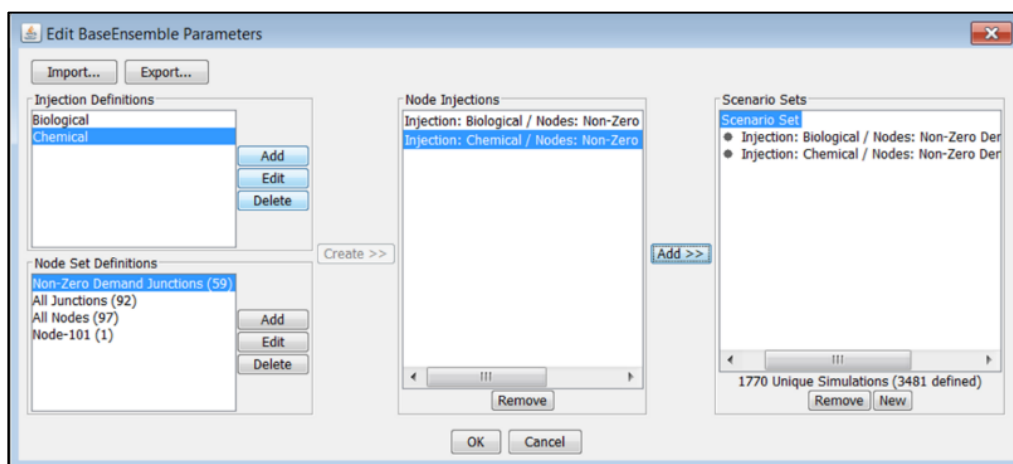 Edit BaseEnsemble Parameters
Import... Export...
Injection Definitions
Biological
Chemical
Add
Edit
Delete
Node Set Definitions
Non-Zero Demand Junctions (59)
All Junctions (92)
All Nodes (97)
Node-101 (1)
Add
Edit
Delete
Create >>
Node Injections
Injection: Biological / Nodes: Non-Zero
Injection: Chemical / Nodes: Non-Zero
Remove
Add >>
Scenario Sets
Scenario Set
Injection: Biological / Nodes: Non-Zero Der
Injection: Chemical / Nodes: Non-Zero Der
1770 Unique Simulations (3481 defined)
Remove New
OK Cancel